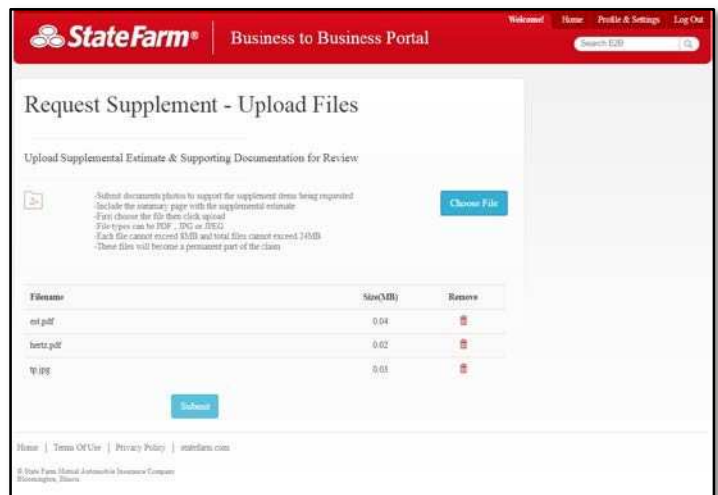 Welcome! Home Profile & Settings Log Out
StateFarm® Business to Business Portal
Search B2B
Request Supplement - Upload Files
Upload Supplemental Estimate & Supporting Documentation for Review
-Submit documents/photos to support the supplement items being requested
-Include the summary page with the supplemental estimate
-First choose the file then click upload
-File types can be PDF , JPG or JPEG
-Each file cannot exceed 8MB and total files cannot exceed 24MB
-These files will become a permanent part of the claim
Choose File
Filename Size(MB) Remove
est.pdf 0.04
hertz.pdf 0.02
tp.jpg 0.03
Submit
Home | Terms Of Use | Privacy Policy | statefarm.com
© State Farm Mutual Automobile Insurance Company
Bloomington, Illinois